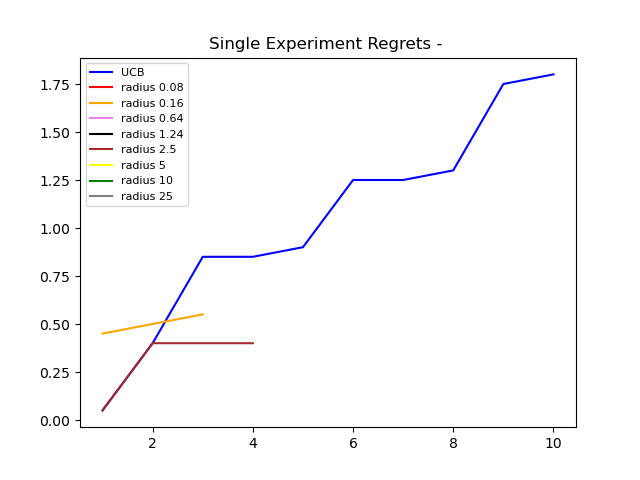 Single Experiment Regrets -
UCB
radius 0.08
radius 0.16
radius 0.64
radius 1.24
radius 2.5
radius 5
radius 10
radius 25
1.75
1.50
1.25
1.00
0.75
0.50
0.25
0.00
2 4 6 8 10